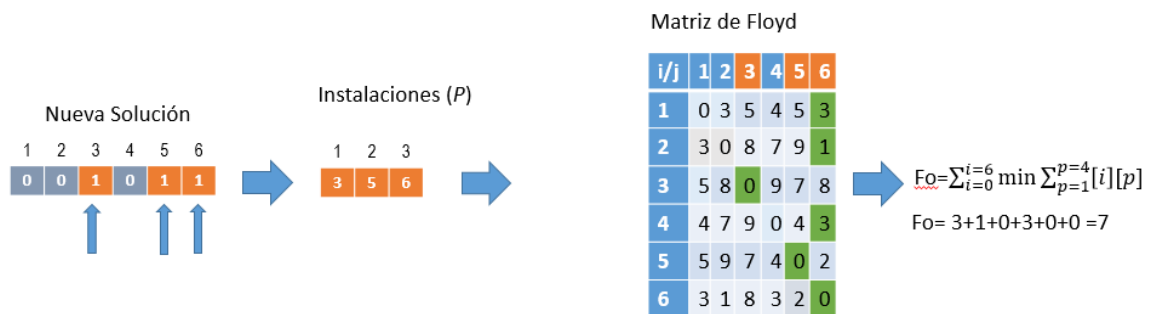 Matriz de Floyd
Nueva Solución
1 2 3 4 5 6
0 0 1 0 1 1
Instalaciones (P)
1 2 3
3 5 6
i/j 1 2 3 4 5 6
1 0 3 5 4 5 3
2 3 0 8 7 9 1
3 5 8 0 9 7 8
4 4 7 9 0 4 3
5 5 9 7 4 0 2
6 3 1 8 3 2 0
Fo=∑_{i=0}^{i=6} min ∑_{p=1}^{p=4}[i][p]
Fo= 3+1+0+3+0+0 =7